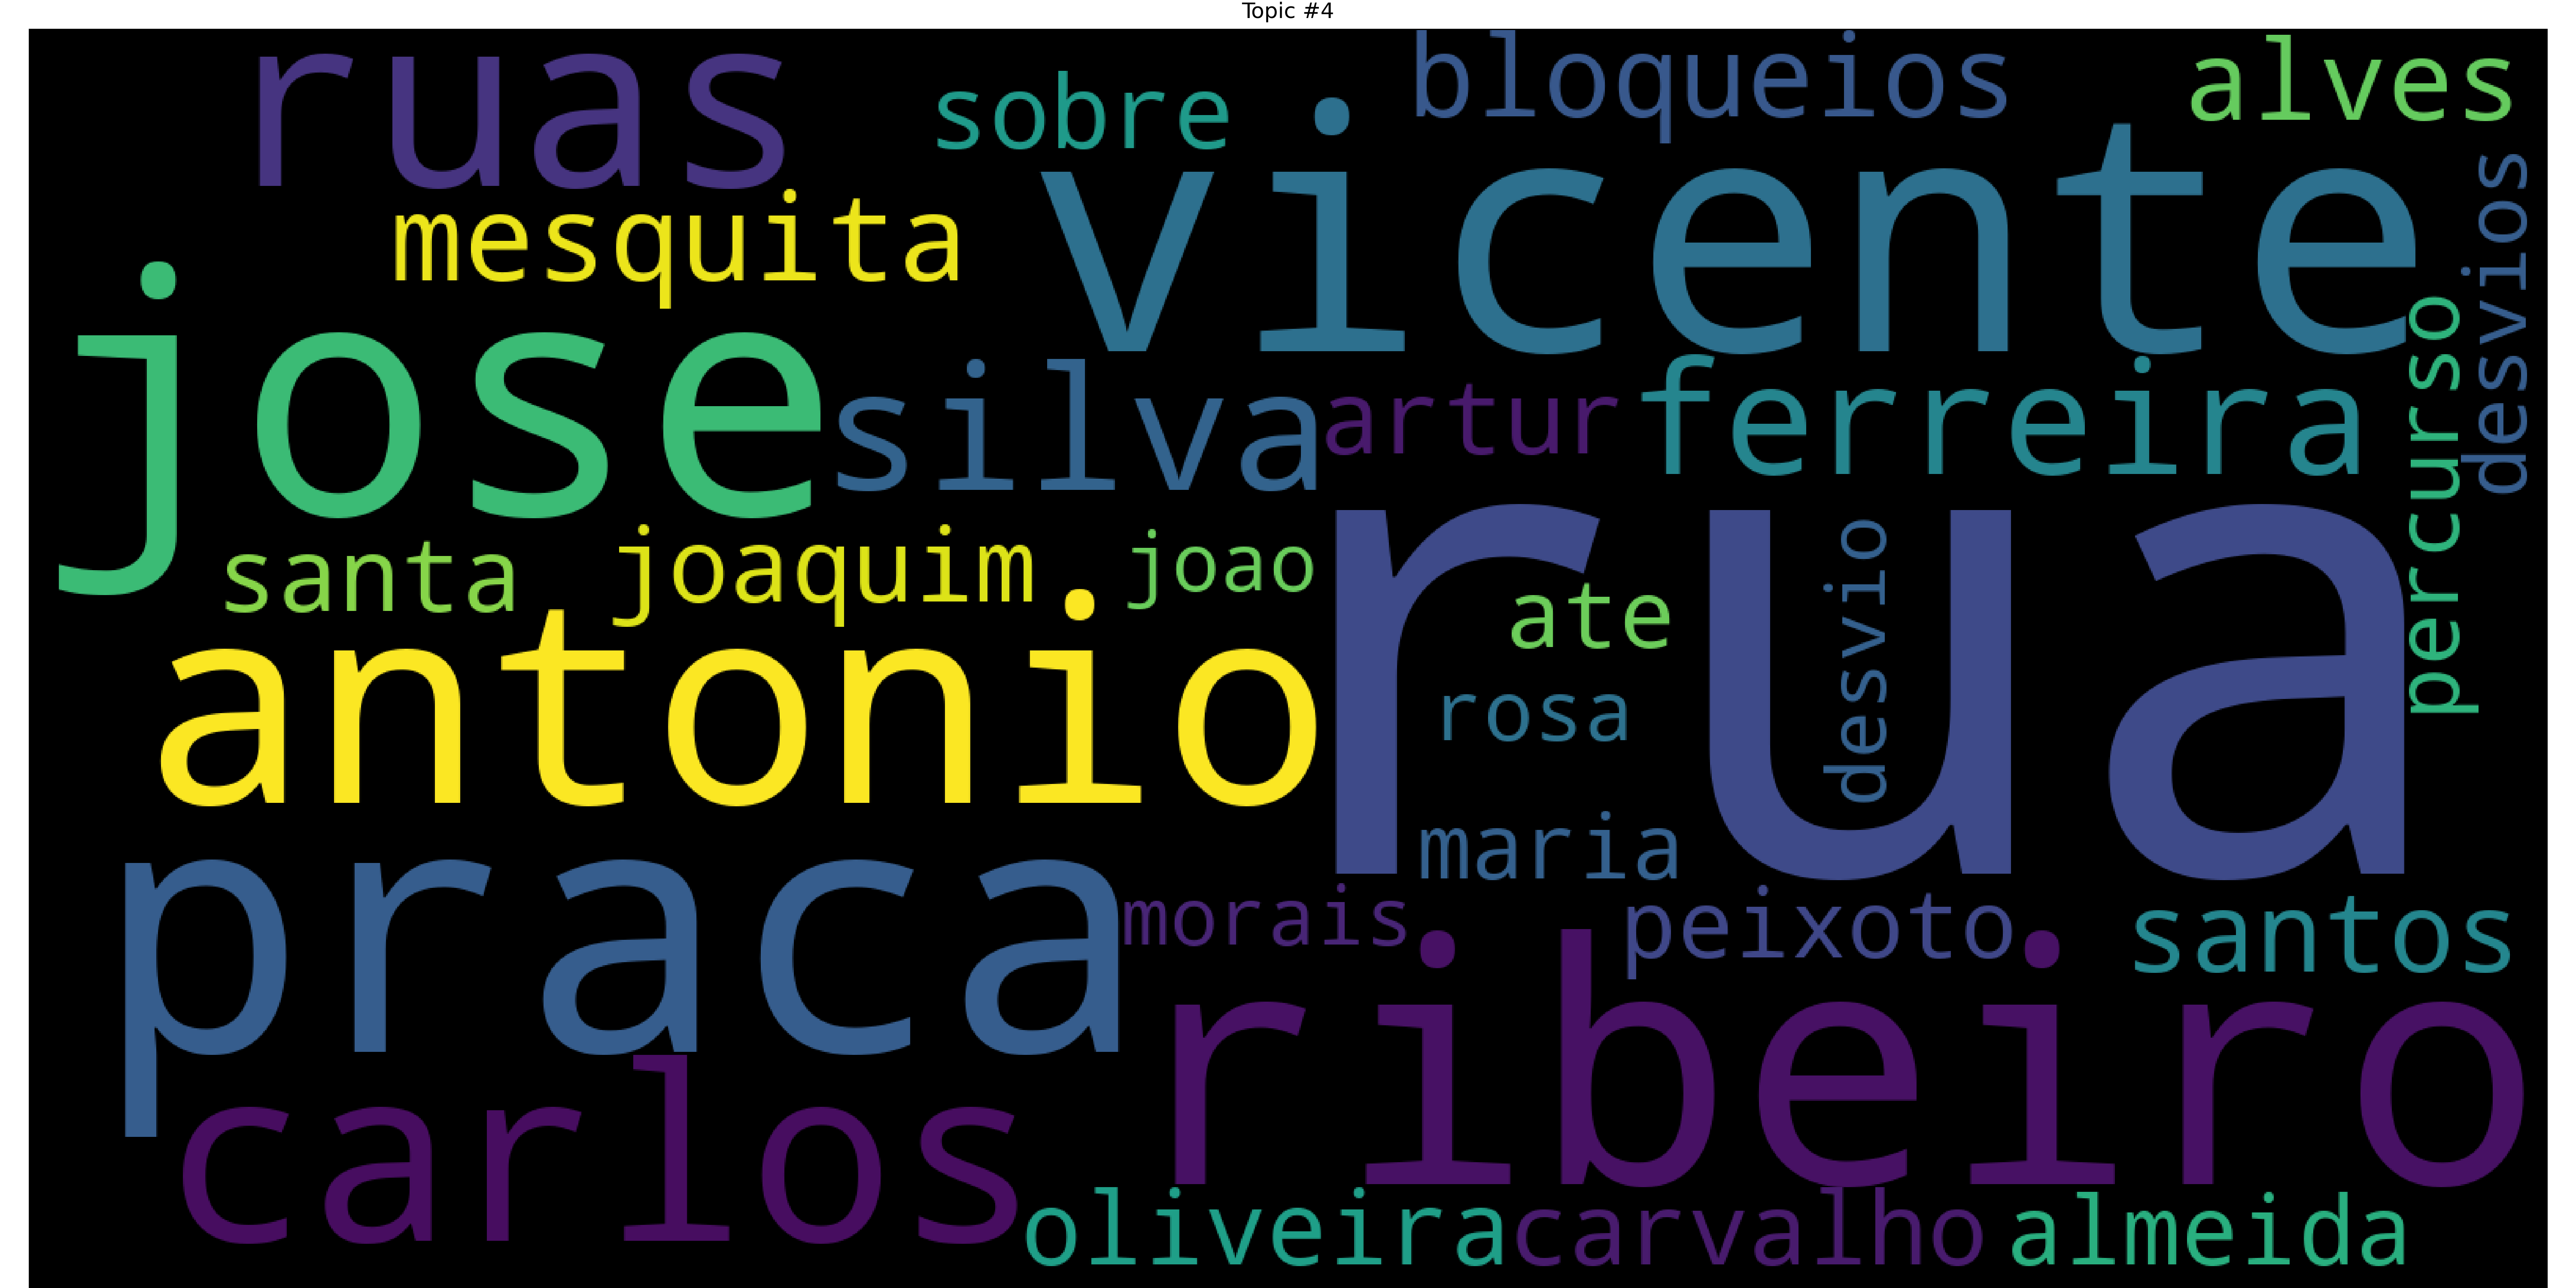 Topic #4
ruas
sobre
bloqueios
alves
mesquita
vicente
desvios
jose
silva
artur
ferreira
percurso
santa
joaquim
joao
rua
ate
desvio
antonio
rosa
maria
praca
morais
peixoto
santos
ribeiro
carlos
oliveira
carvalho
almeida